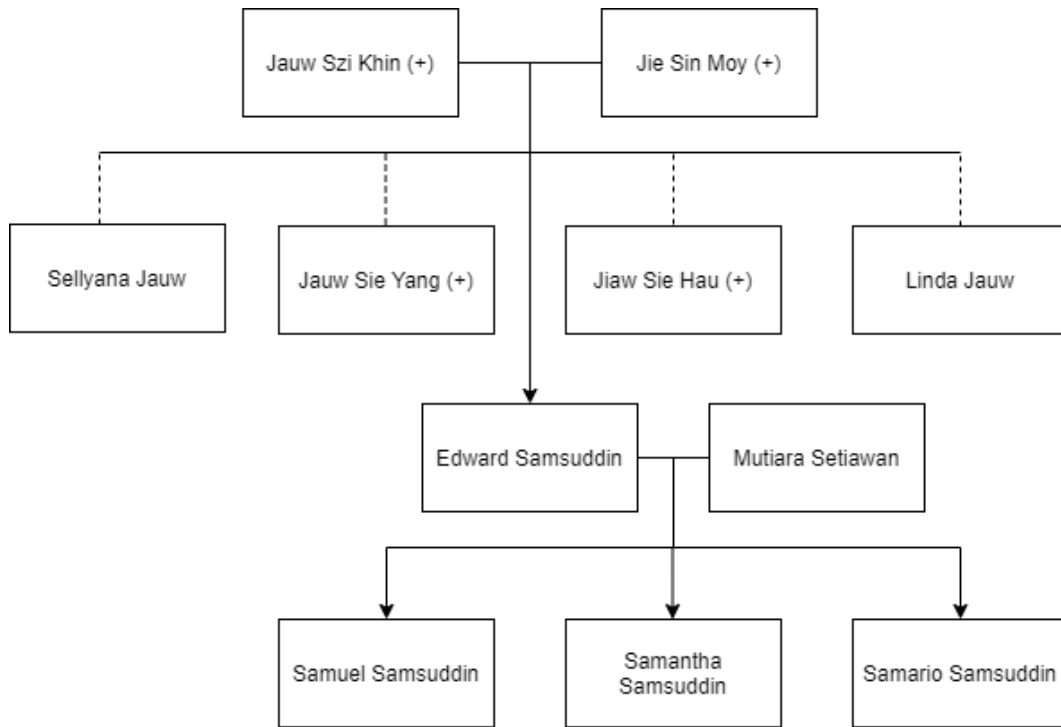 Jauw Szi Khin (+)
Jie Sin Moy (+)
Sellyana Jauw
Jauw Sie Yang (+)
Jiaw Sie Hau (+)
Linda Jauw
Edward Samsuddin
Mutiara Setiawan
Samuel Samsuddin
Samantha
Samsuddin
Samario Samsuddin